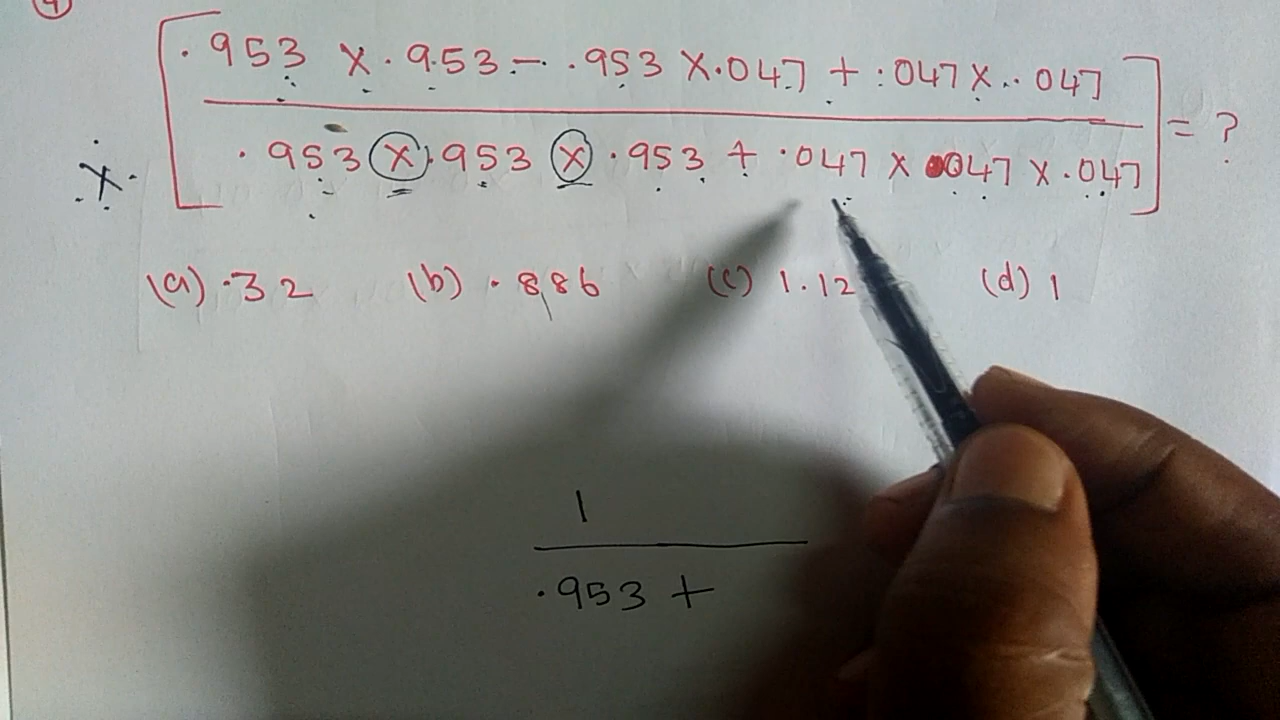 4
.953 x .953 - .953 x .047 + .047 x .047
.953 x .953 x .953 + .047 x .047 x .047 = ?
(a) .32 (b) .886 (c) 1.12 (d) 1
1
.953 +